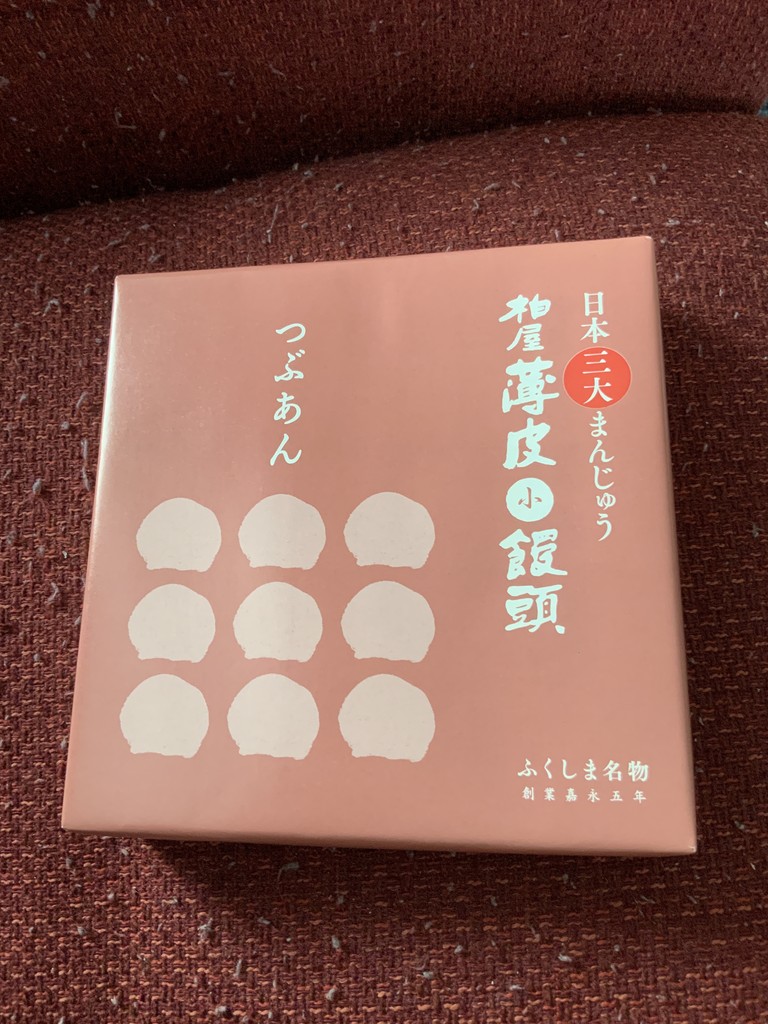 日本三大まんじゅう
柏屋薄皮小饅頭
つぶあん
ふくしま名物
創業嘉永五年